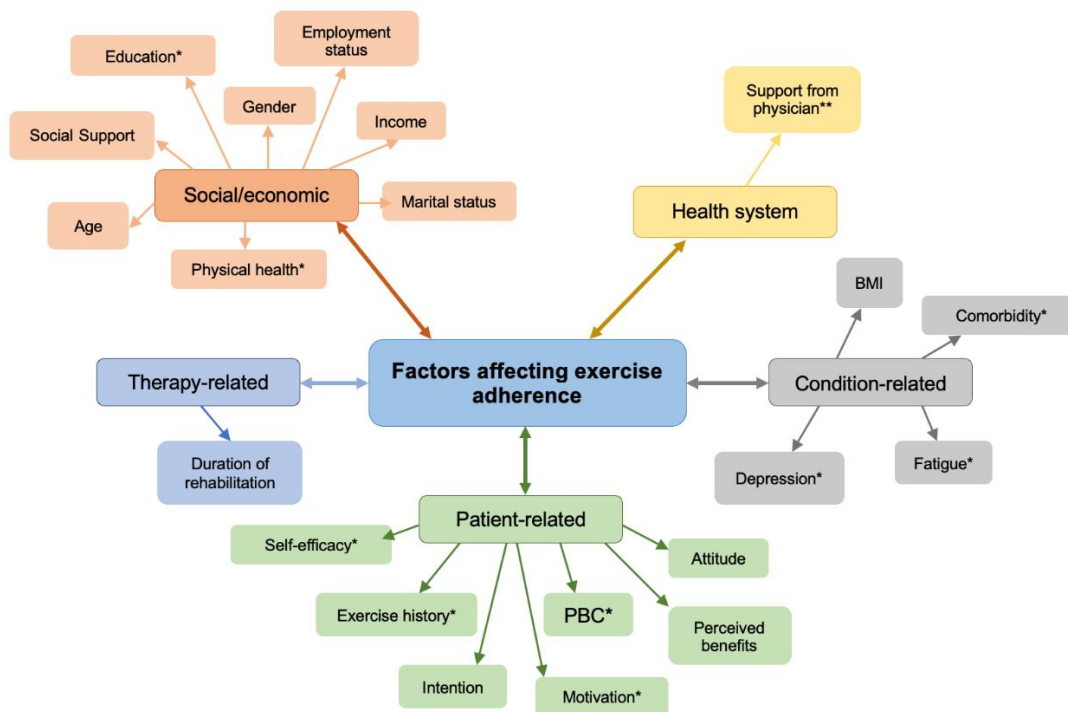 Employment
status
Education*
Gender
Income
Social Support
Social/economic
Marital status
Age
Physical health*
Support from
physician**
Health system
BMI
Comorbidity*
Condition-related
Depression*
Fatigue*
Factors affecting exercise
adherence
Therapy-related
Duration of
rehabilitation
Patient-related
Self-efficacy*
Attitude
Exercise history*
PBC*
Perceived
benefits
Intention
Motivation*